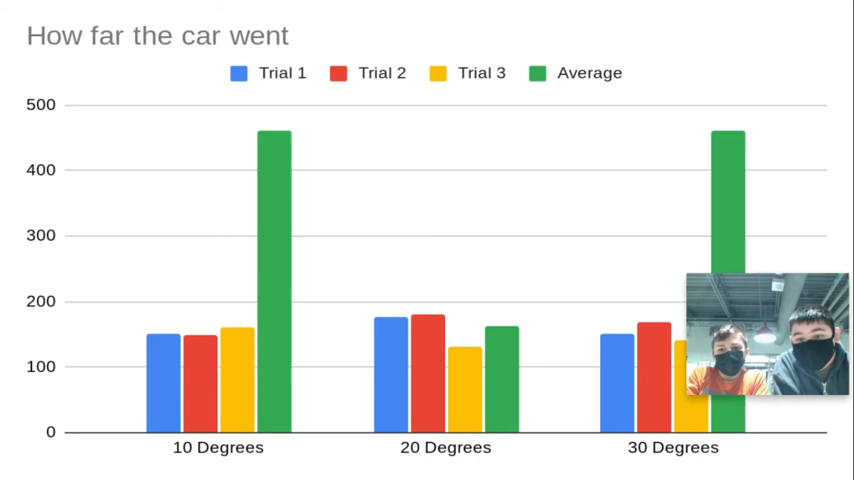 How far the car went
Trial 1 Trial 2 Trial 3 Average
500
400
300
200
100
0
10 Degrees 20 Degrees 30 Degrees